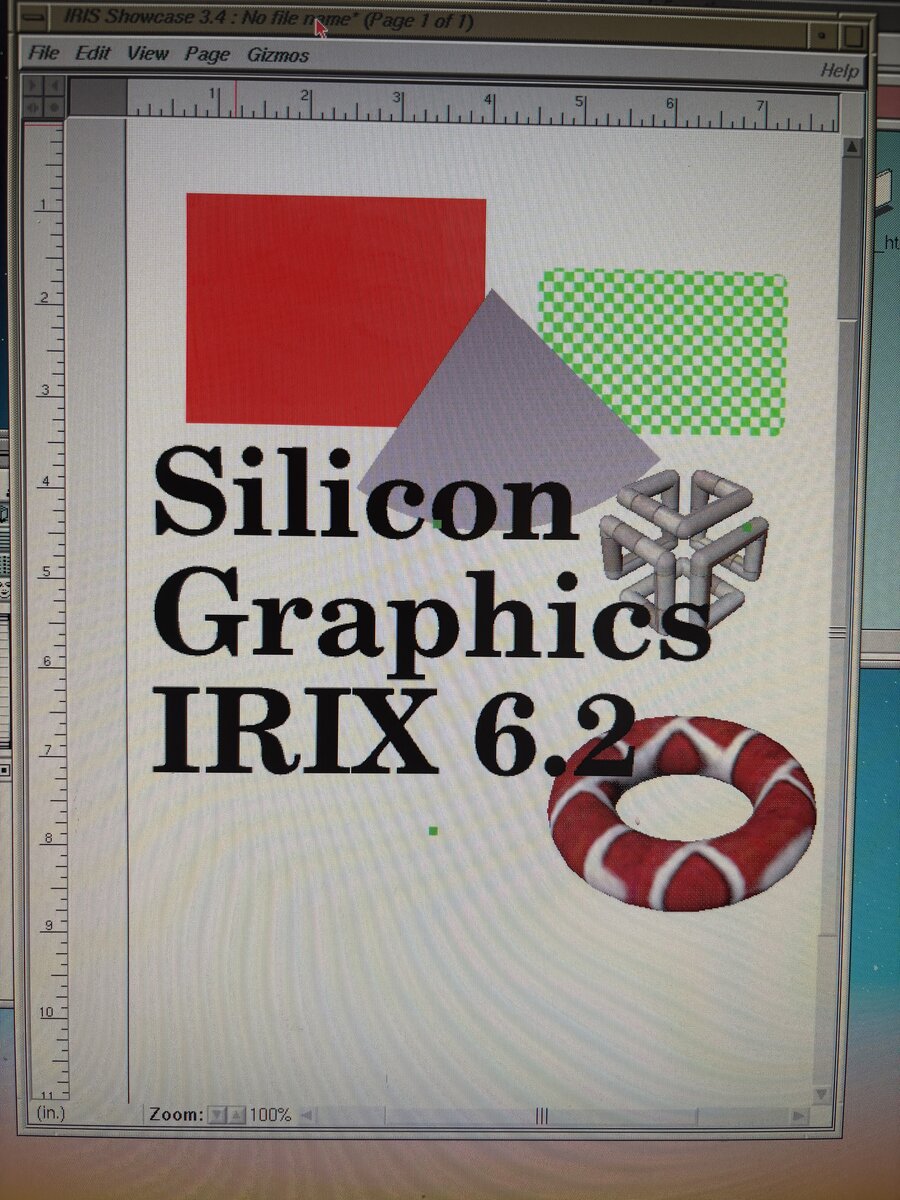 IRIS Showcase 3.4 : No file name* (Page 1 of 1)
File Edit View Page Gizmos Help
1 2 3 4 5 6 7
1
2
3
4
5
6
7
8
9
10
11
Silicon
Graphics
IRIX 6.2
(in.) Zoom: 100%
_ht